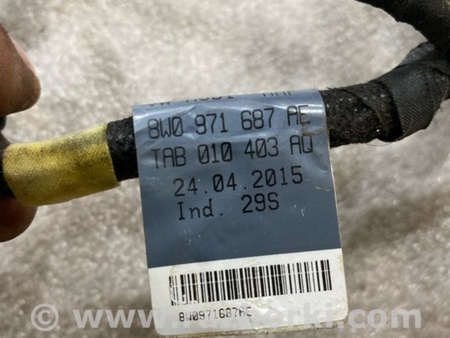 8W0 971 687 AE
TAB 010 403 AQ
24.04.2015
Ind. 29S
8W0971687AE